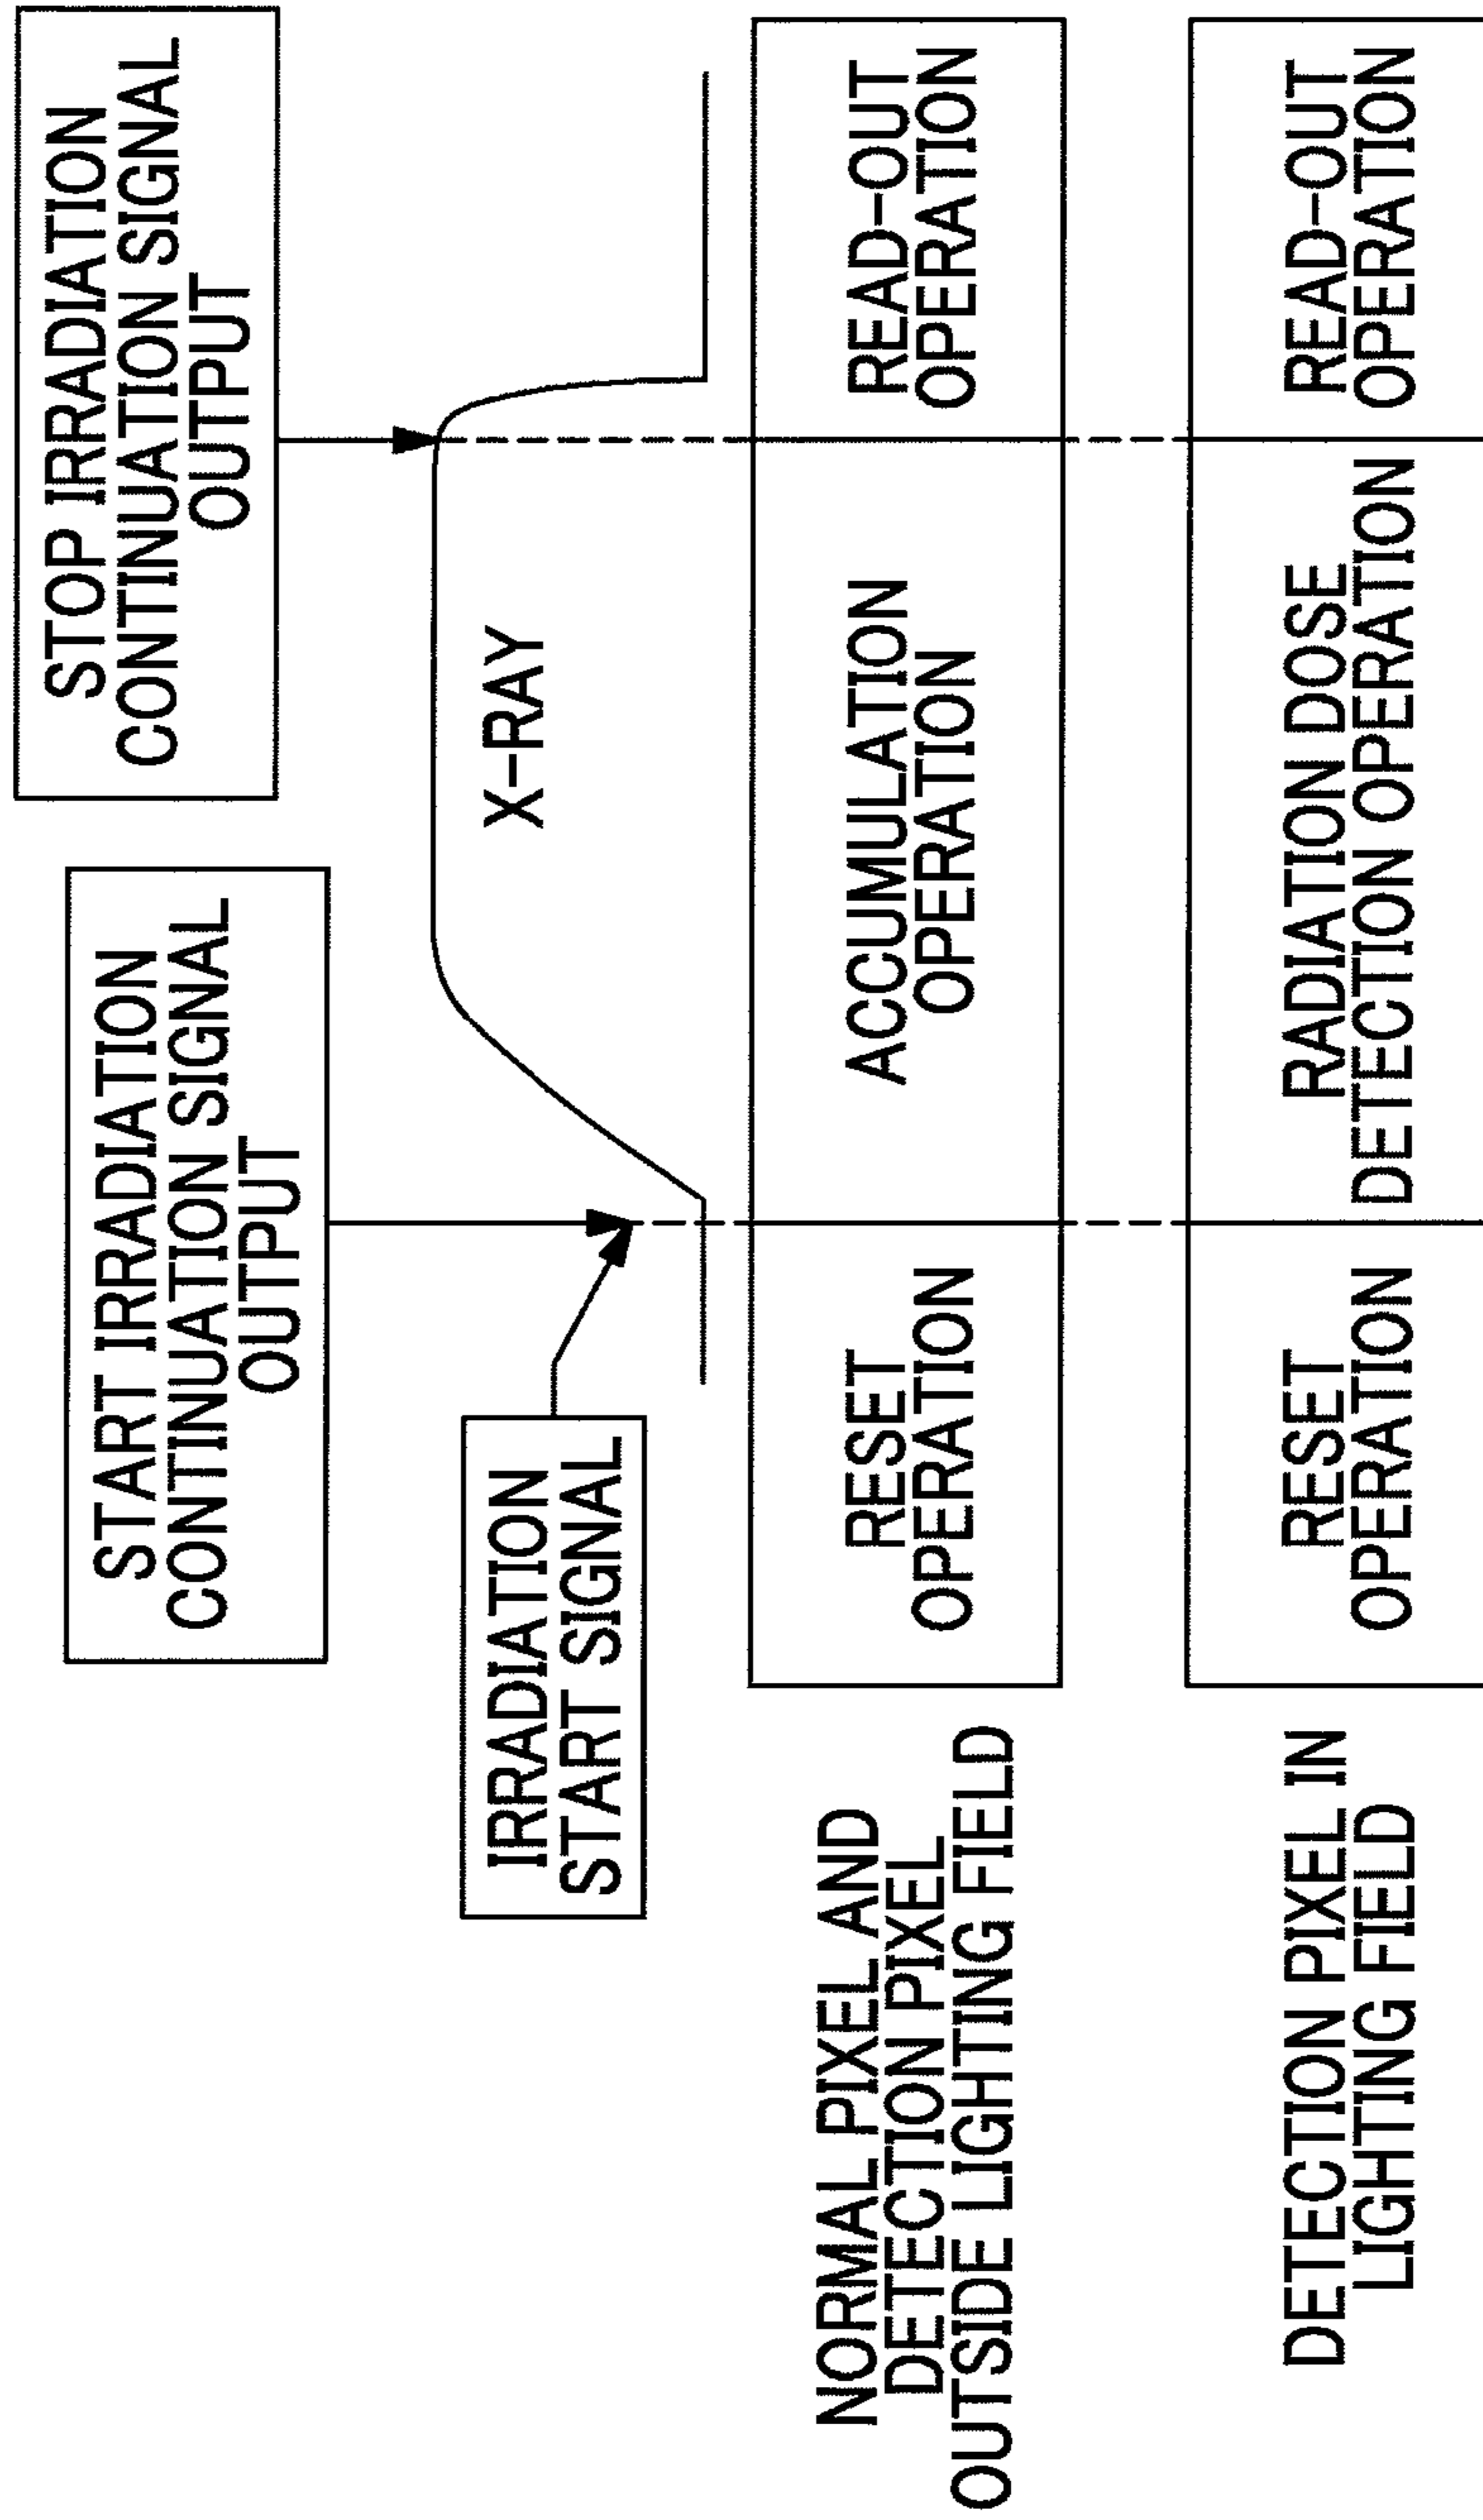 START IRRADIATION
CONTINUATION SIGNAL
OUTPUT
STOP IRRADIATION
CONTINUATION SIGNAL
OUTPUT
IRRADIATION
START SIGNAL
X-RAY
NORMAL PIXEL AND
DETECTION PIXEL
OUTSIDE LIGHTING FIELD
RESET
OPERATION
ACCUMULATION
OPERATION
READ-OUT
OPERATION
DETECTION PIXEL IN
LIGHTING FIELD
RESET
OPERATION
RADIATION DOSE
DETECTION OPERATION
READ-OUT
OPERATION